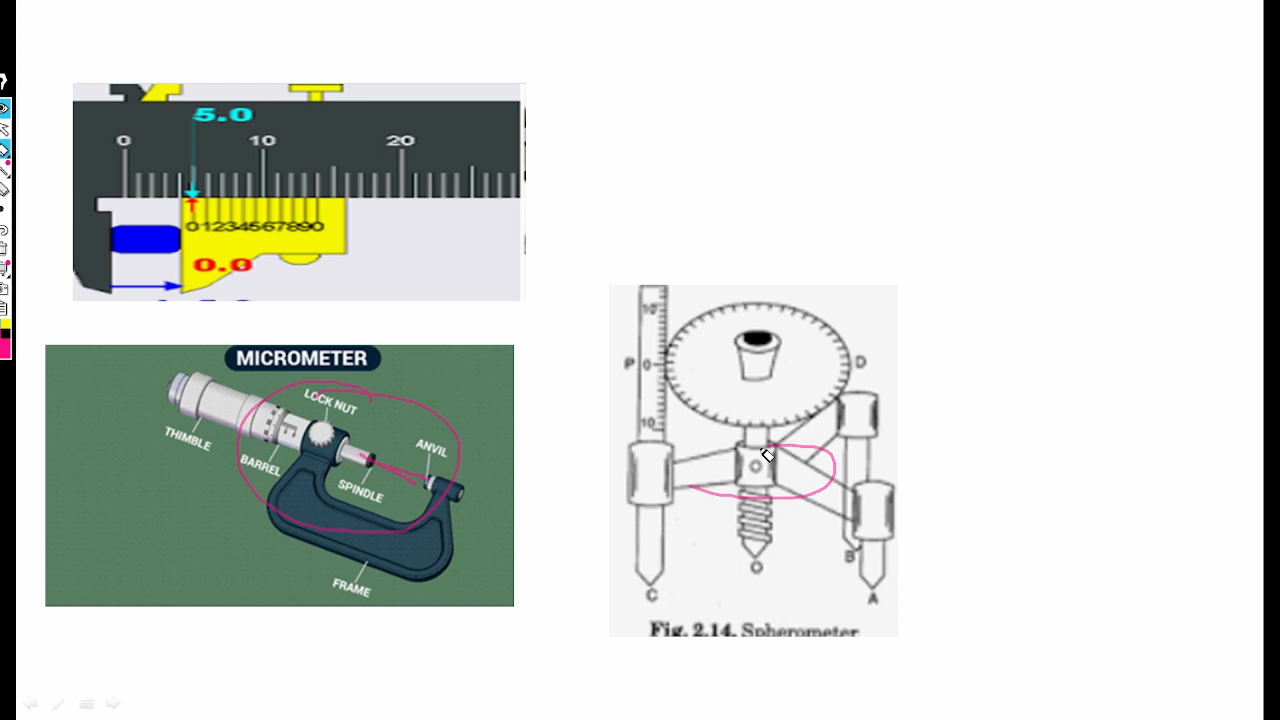 5.0
0 10 20
01234567890
0.0
MICROMETER
LOCK NUT
THIMBLE
BARREL
ANVIL
SPINDLE
FRAME
10
P 0 D
10
B
O
C A
Fig. 2.14. Spherometer